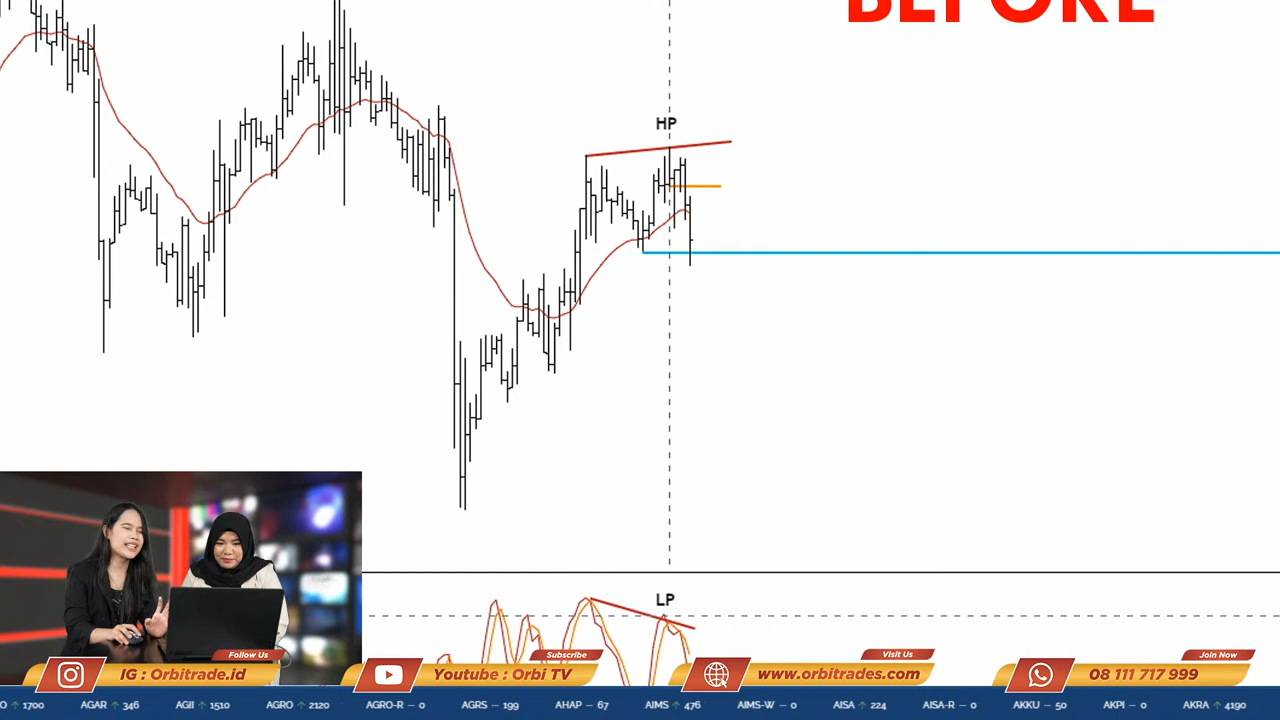 BEFORE
HP
LP
Follow Us
IG : Orbitrade.id
Subscribe
Youtube : Orbi TV
Visit Us
www.orbitrades.com
Join Now
08 111 717 999
O ↑ 1700 AGAR ↑ 346 AGII ↑ 1510 AGRO ↑ 2120 AGRO-R — 0 AGRS — 199 AHAP — 67 AIMS ↑ 476 AIMS-W — 0 AISA ↑ 224 AISA-R — 0 AKKU — 50 AKPI — 0 AKRA ↑ 4190